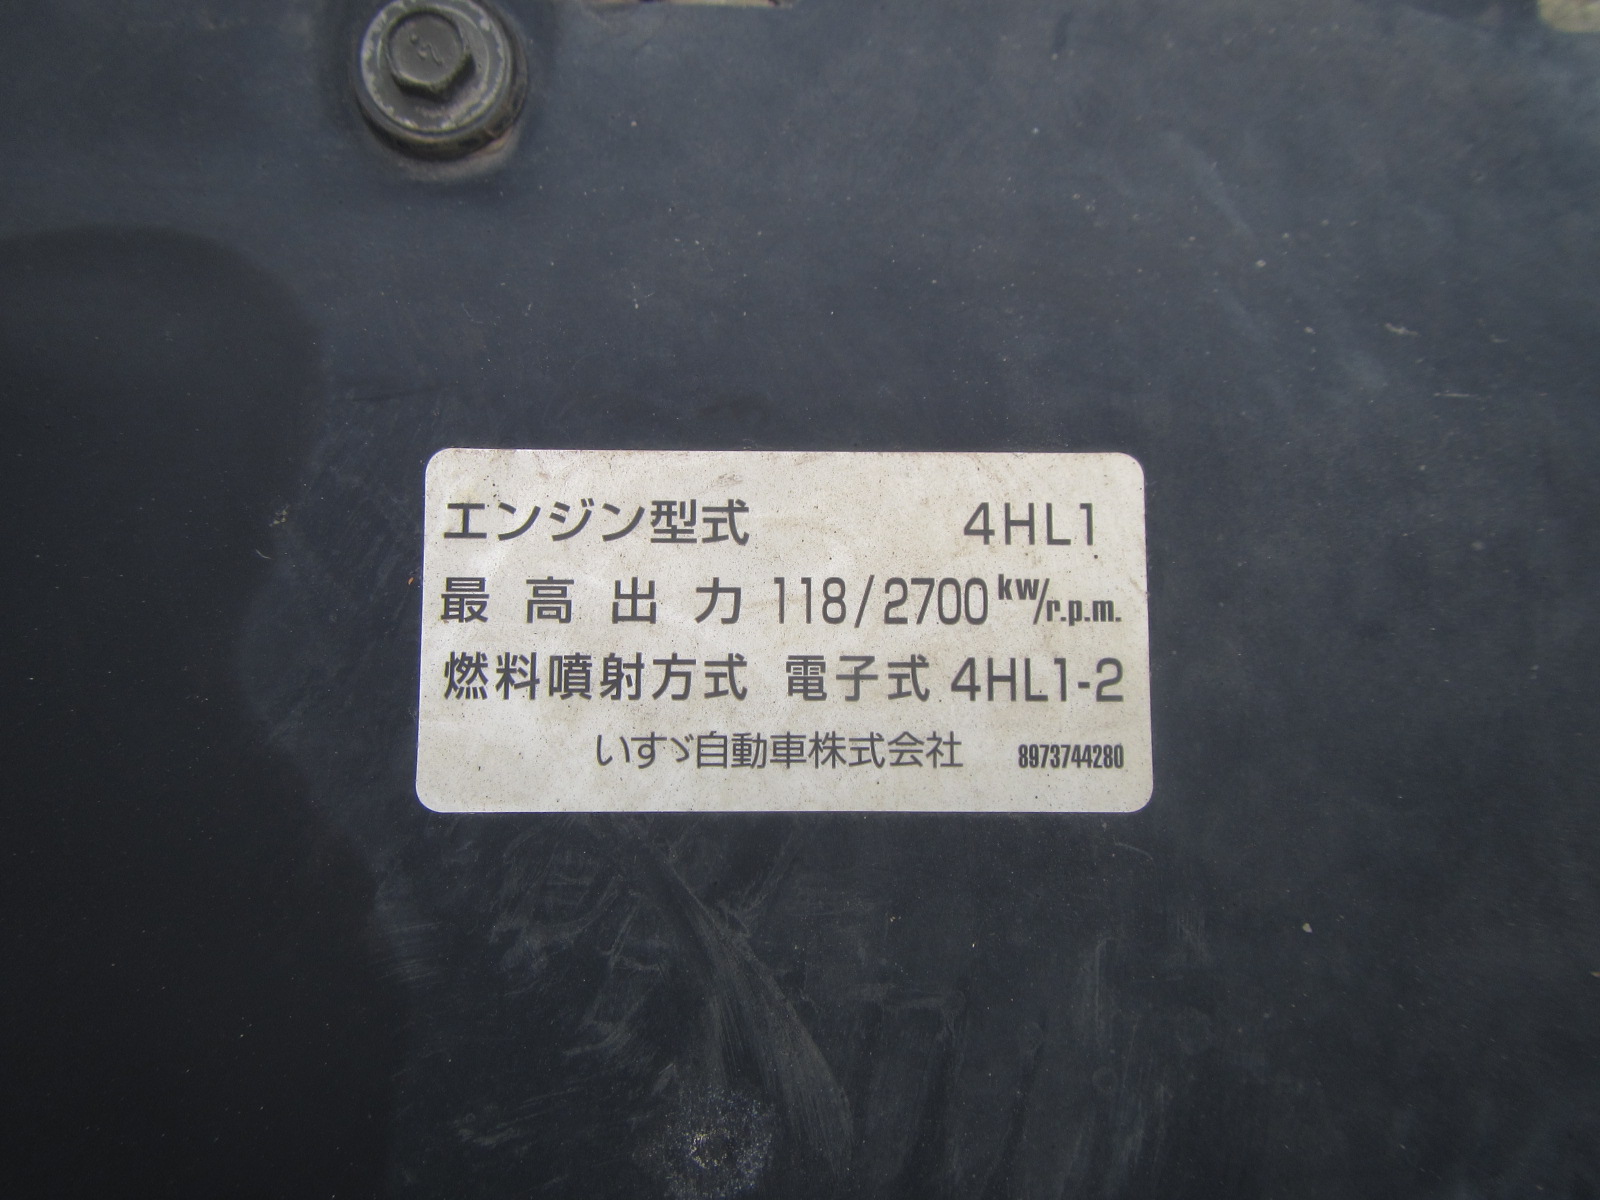 エンジン型式 4HL1
最高出力 118/2700 kw/r.p.m.
燃料噴射方式 電子式 4HL1-2
いすゞ自動車株式会社 8973744280